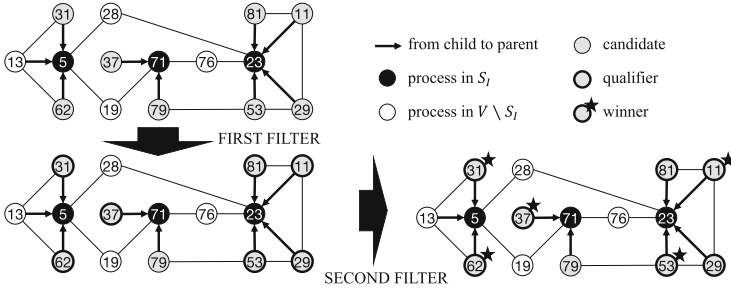 31 28 81 11
13 5 37 71 76 23
62 19 79 53 29
from child to parent
candidate
process in S_I
qualifier
process in V \ S_I
winner
FIRST FILTER
31 28 81 11
13 5 37 71 76 23
62 19 79 53 29
31 28 81 11
13 5 37 71 76 23
62 19 79 53 29
SECOND FILTER